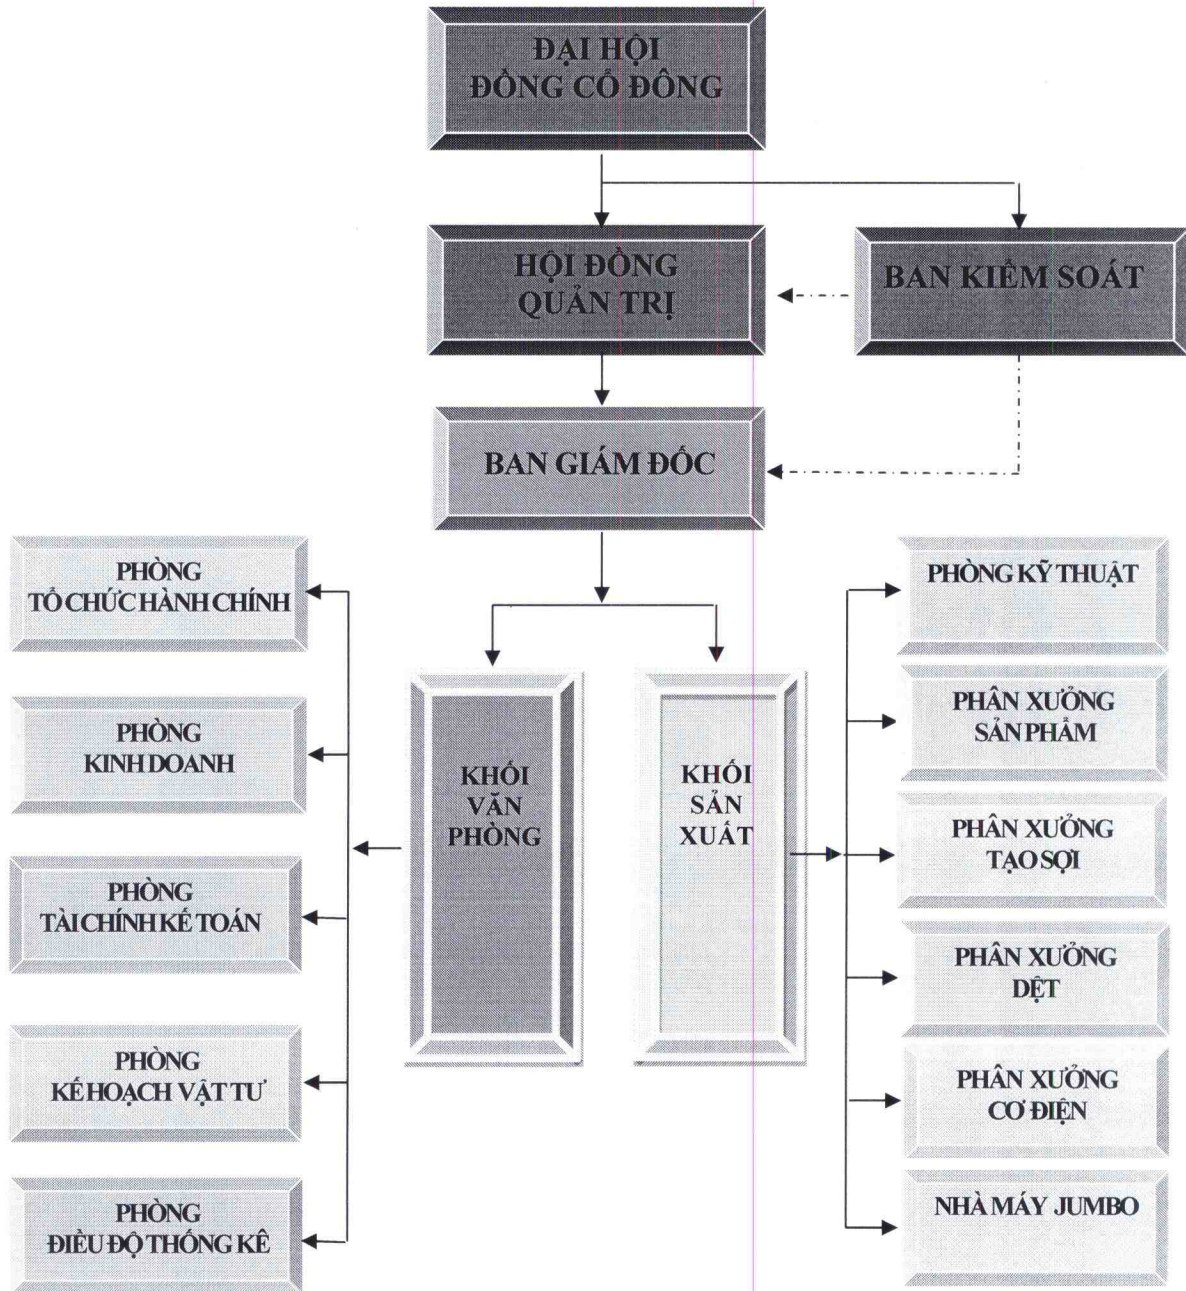 ĐẠI HỘI
ĐỒNG CỔ ĐÔNG
HỘI ĐỒNG
QUẢN TRỊ
BAN KIỂM SOÁT
BAN GIÁM ĐỐC
PHÒNG
TỔ CHỨC HÀNH CHÍNH
PHÒNG
KINH DOANH
PHÒNG
TÀI CHÍNH KẾ TOÁN
PHÒNG
KẾ HOẠCH VẬT TƯ
PHÒNG
ĐIỀU ĐỘ THỐNG KÊ
KHỐI
VĂN
PHÒNG
KHỐI
SẢN
XUẤT
PHÒNG KỸ THUẬT
PHÂN XƯỞNG
SẢN PHẨM
PHÂN XƯỞNG
TẠO SỢI
PHÂN XƯỞNG
DỆT
PHÂN XƯỞNG
CƠ ĐIỆN
NHÀ MÁY JUMBO